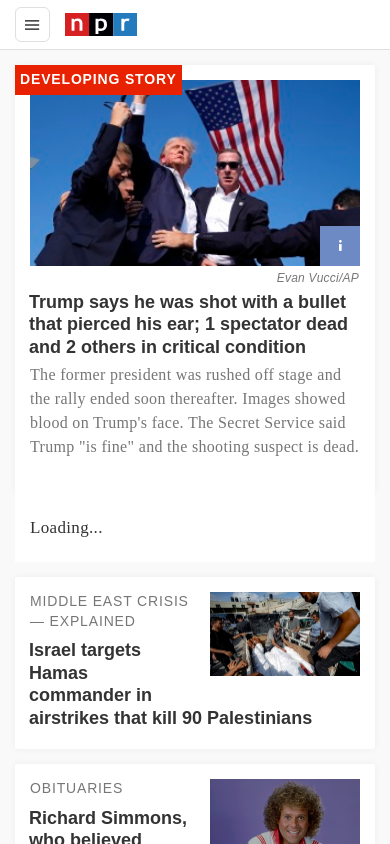 npr
DEVELOPING STORY
i
Evan Vucci/AP
Trump says he was shot with a bullet
that pierced his ear; 1 spectator dead
and 2 others in critical condition
The former president was rushed off stage and
the rally ended soon thereafter. Images showed
blood on Trump's face. The Secret Service said
Trump "is fine" and the shooting suspect is dead.
Loading...
MIDDLE EAST CRISIS
— EXPLAINED
Israel targets
Hamas
commander in
airstrikes that kill 90 Palestinians
OBITUARIES
Richard Simmons,
who believed